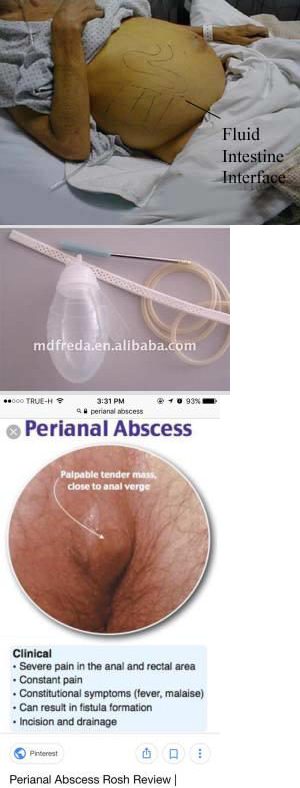 Fluid
Intestine
Interface
mdfreda.en.alibaba.com
TRUE-H
3:31 PM
93%
perianal abscess
Perianal Abscess
Palpable tender mass,
close to anal verge
Clinical
• Severe pain in the anal and rectal area
• Constant pain
• Constitutional symptoms (fever, malaise)
• Can result in fistula formation
• Incision and drainage
Pinterest
Perianal Abscess Rosh Review |